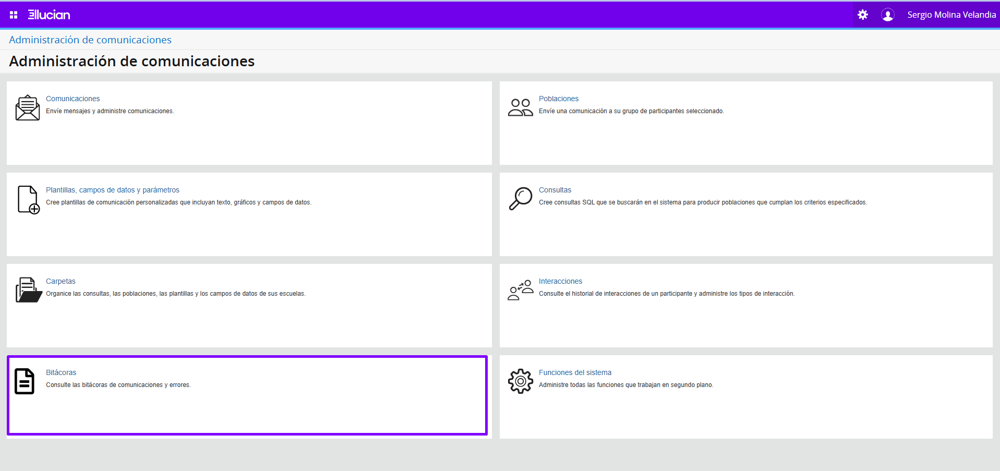 ellucian
Sergio Molina Velandia
Administración de comunicaciones
Administración de comunicaciones
Comunicaciones
Envíe mensajes y administre comunicaciones.
Poblaciones
Envíe una comunicación a su grupo de participantes seleccionado.
Plantillas, campos de datos y parámetros
Cree plantillas de comunicación personalizadas que incluyan texto, gráficos y campos de datos.
Consultas
Cree consultas SQL que se buscarán en el sistema para producir poblaciones que cumplan los criterios especificados.
Carpetas
Organice las consultas, las poblaciones, las plantillas y los campos de datos de sus escuelas.
Interacciones
Consulte el historial de interacciones de un participante y administre los tipos de interacción.
Bitácoras
Consulte las bitácoras de comunicaciones y errores.
Funciones del sistema
Administre todas las funciones que trabajan en segundo plano.